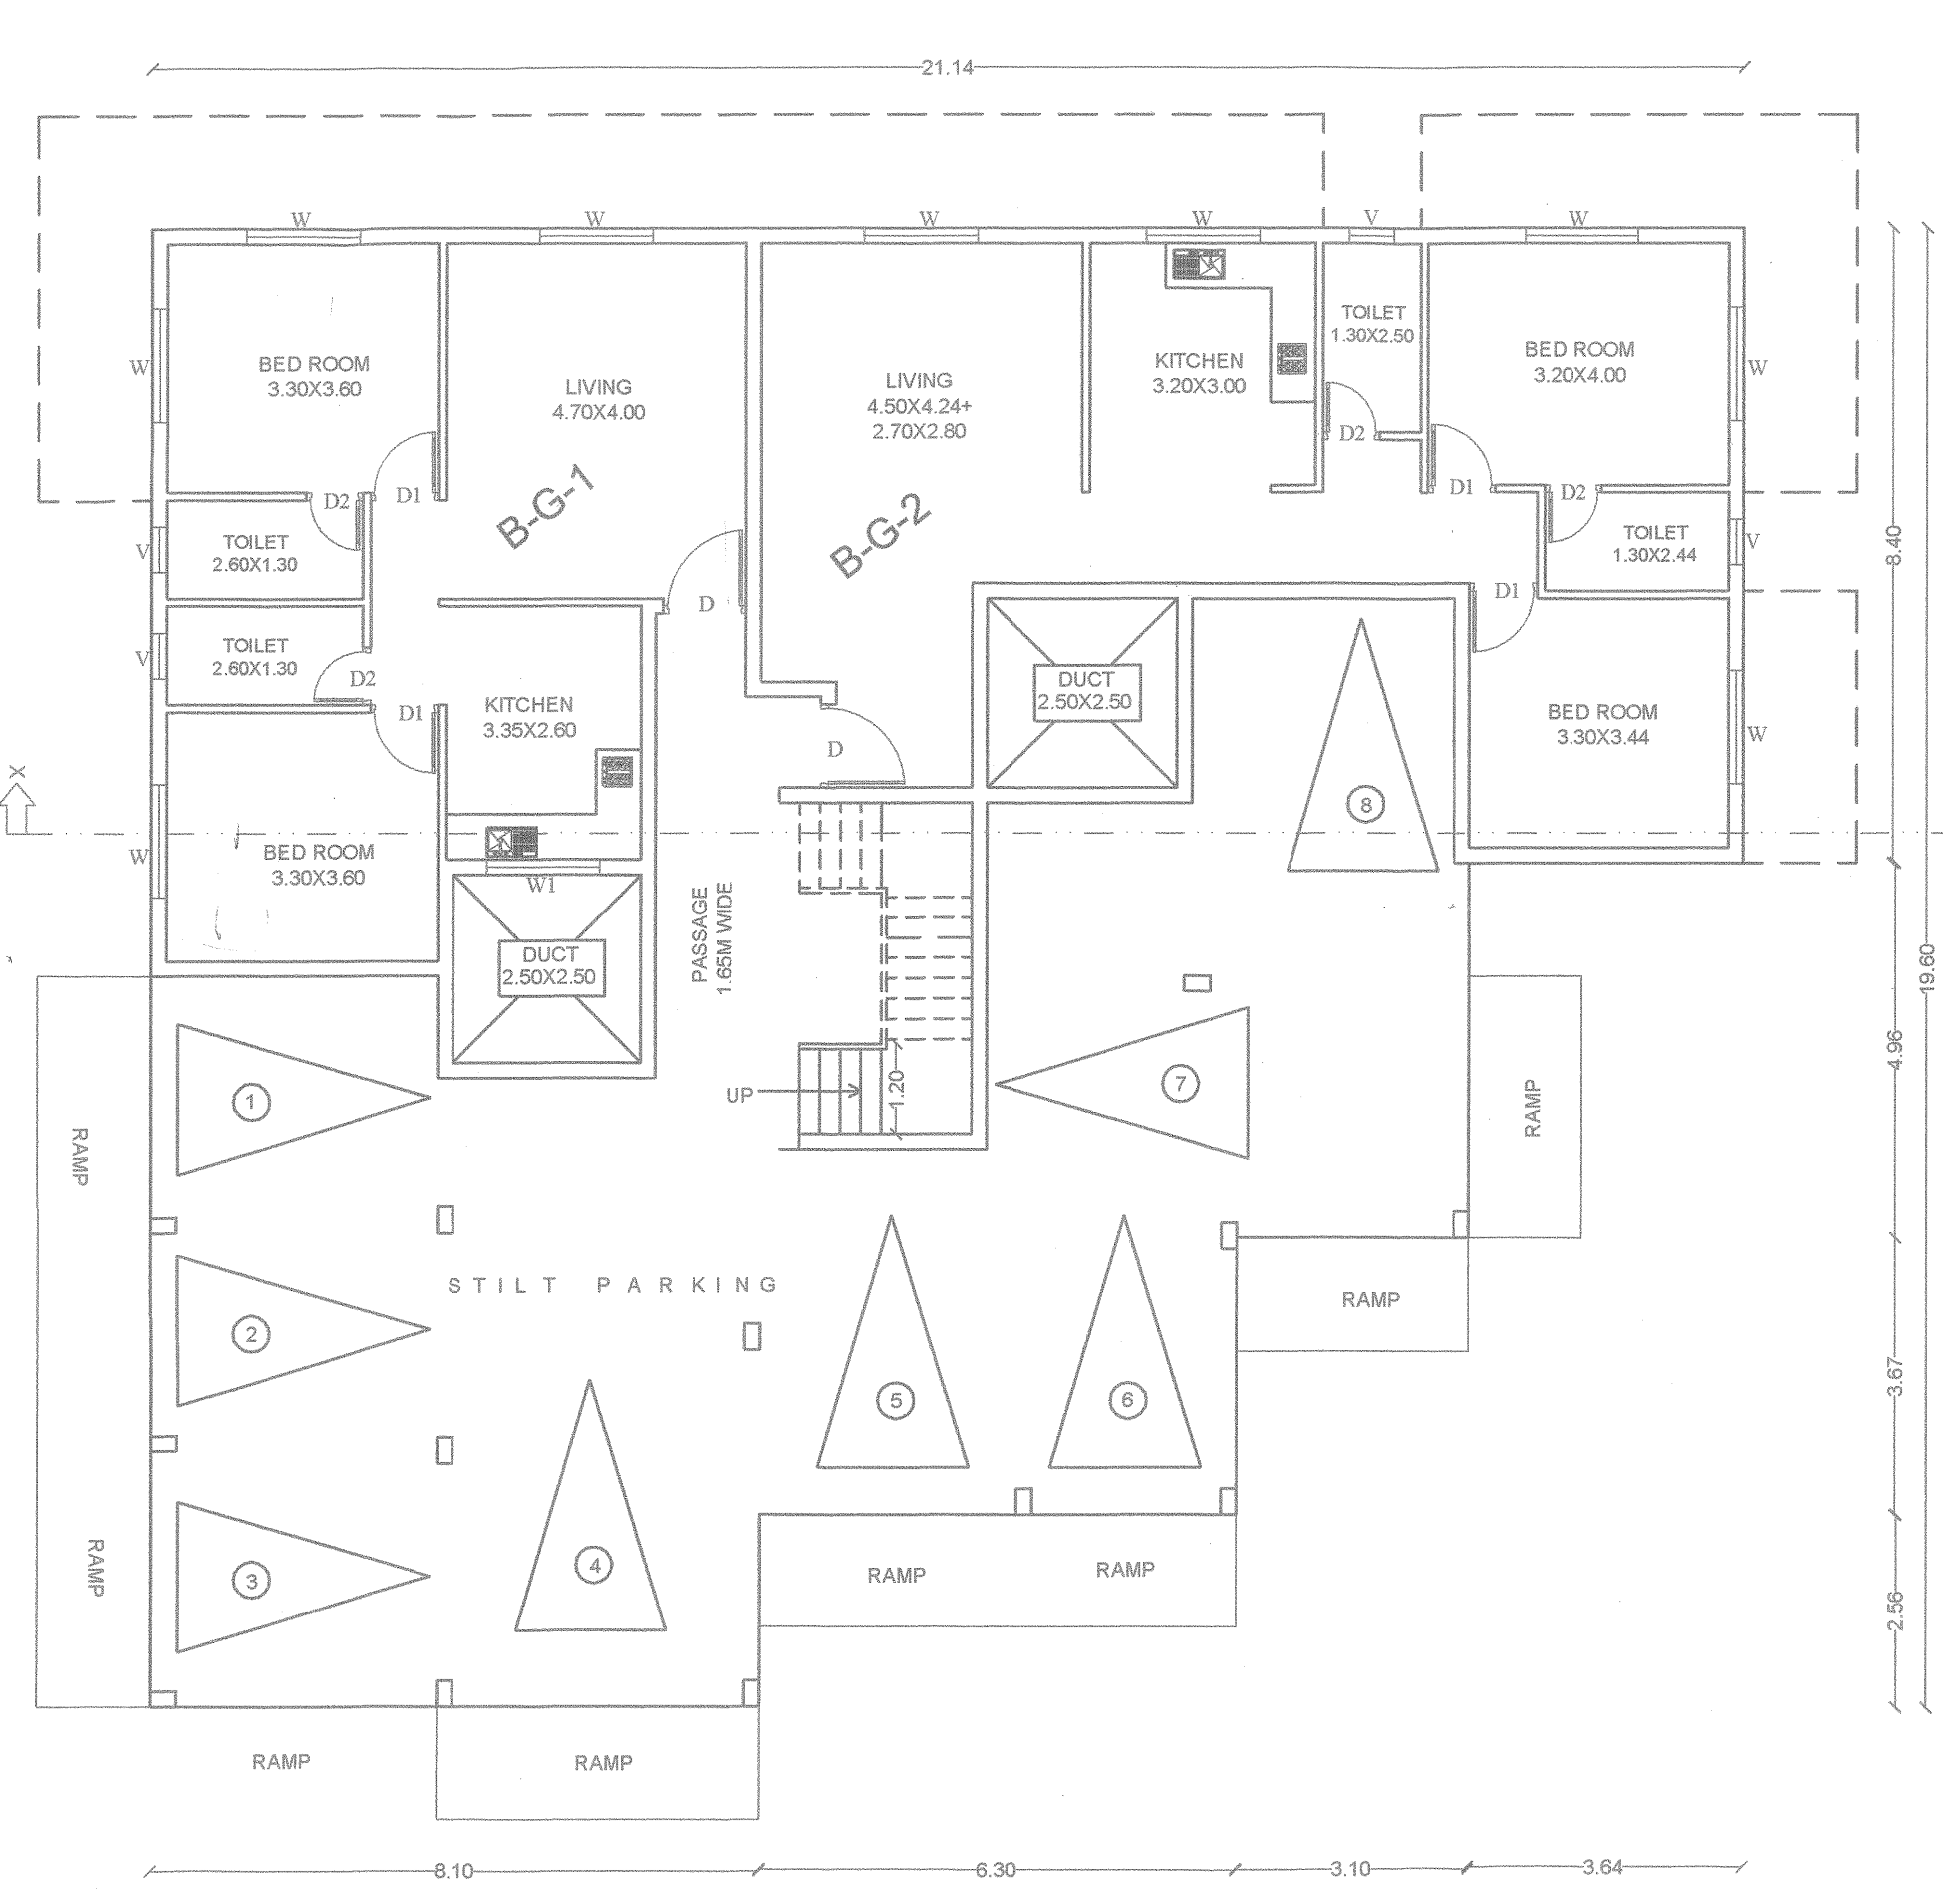 21.14
W
W
W
W
V
W
BED ROOM
3.30X3.60
LIVING
4.70X4.00
LIVING
4.50X4.24+
2.70X2.80
KITCHEN
3.20X3.00
TOILET
1.30X2.50
BED ROOM
3.20X4.00
W
W
D2
D1
D2
D1
D2
B-G-1
B-G-2
TOILET
2.60X1.30
V
TOILET
1.30X2.44
V
8.40
D
D1
TOILET
2.60X1.30
V
D2
D1
KITCHEN
3.35X2.60
D
DUCT
2.50X2.50
BED ROOM
3.30X3.44
W
X
8
BED ROOM
3.30X3.60
W
W1
DUCT
2.50X2.50
PASSAGE
1.65M WIDE
19.60
4.96
1
UP
1.20
7
RAMP
RAMP
STILT PARKING
2
RAMP
5
6
3.67
3
4
RAMP
RAMP
RAMP
2.56
RAMP
RAMP
8.10
6.30
3.10
3.64